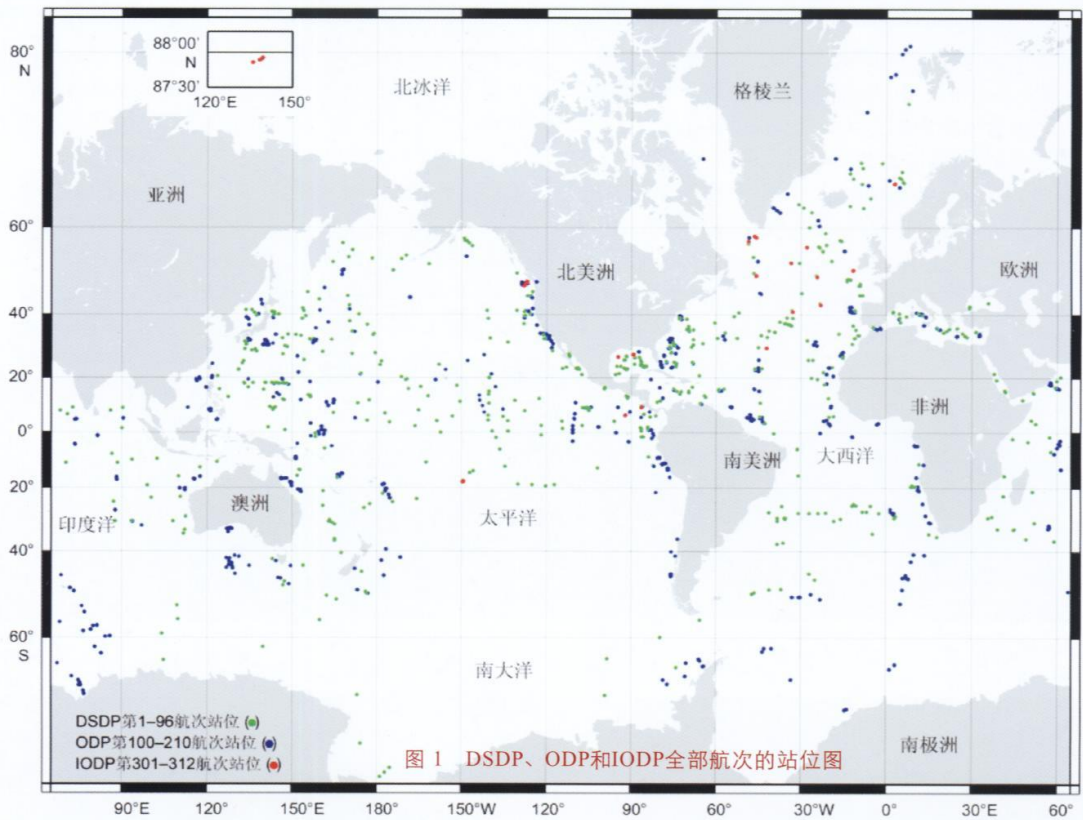 88°00′
N
87°30′
120°E 150°
80°
N
60°
40°
20°
0°
20°
40°
60°
S
北冰洋
格棱兰
亚洲
北美洲
欧洲
非洲
南美洲
大西洋
澳洲
印度洋
太平洋
南大洋
南极洲
DSDP第1–96航次站位 (●)
ODP第100–210航次站位 (●)
IODP第301–312航次站位 (●)
图 1 DSDP、ODP和IODP全部航次的站位图
90°E 120° 150°E 180° 150°W 120° 90° 60° 30°W 0° 30°E 60°